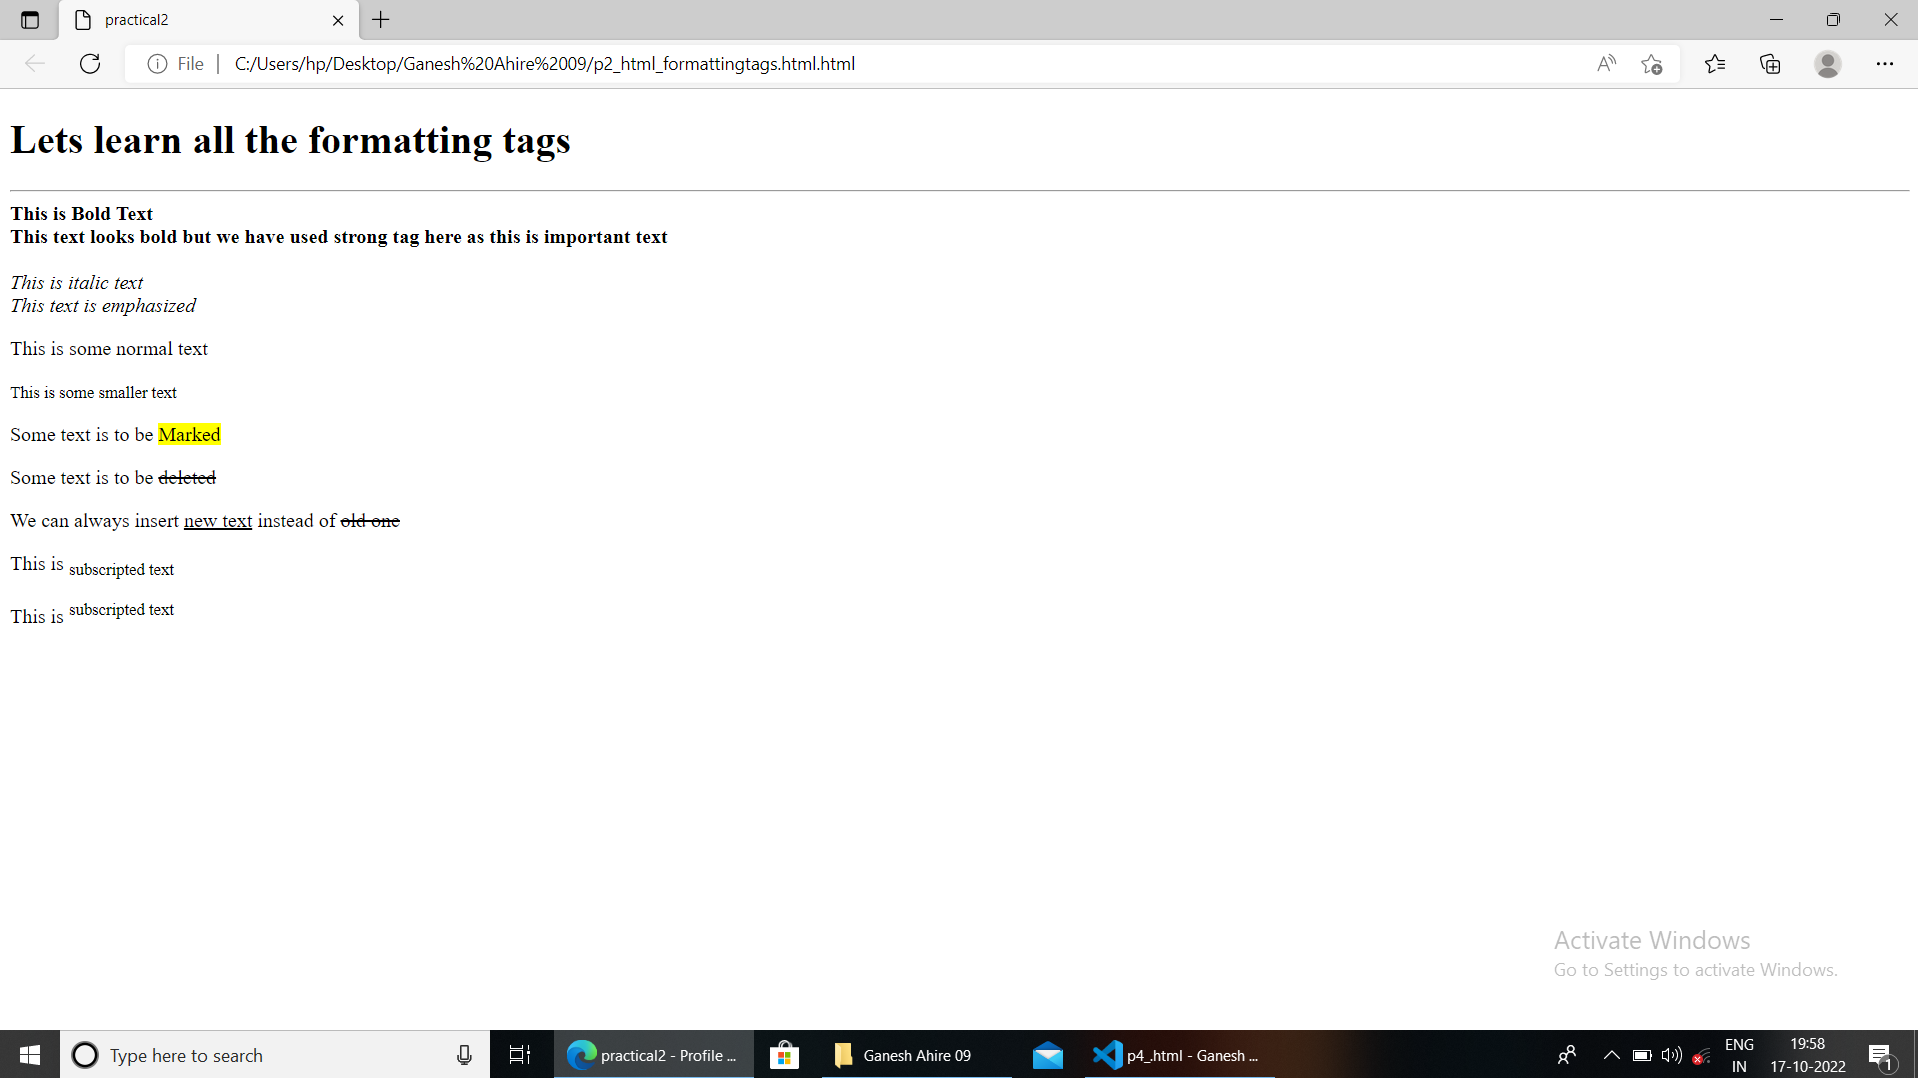 practical2
File
C:/Users/hp/Desktop/Ganesh%20Ahire%2009/p2_html_formattingtags.html.html
Lets learn all the formatting tags
This is Bold Text
This text looks bold but we have used strong tag here as this is important text
This is italic text
This text is emphasized
This is some normal text
This is some smaller text
Some text is to be Marked
Some text is to be deleted
We can always insert new text instead of old one
This is subscripted text
This is subscripted text
Activate Windows
Go to Settings to activate Windows.
Type here to search
practical2 - Profile ...
Ganesh Ahire 09
p4_.html - Ganesh ...
ENG
IN
19:58
17-10-2022
1